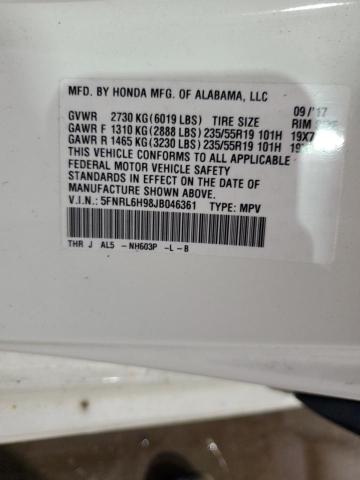 MFD. BY HONDA MFG. OF ALABAMA, LLC
09/'17
GVWR 2730 KG (6019 LBS) TIRE SIZE RIM
GAWR F 1310 KG (2888 LBS) 235/55R19 101H 19X7
GAWR R 1465 KG (3230 LBS) 235/55R19 101H
THIS VEHICLE CONFORMS TO ALL APPLICABLE
FEDERAL MOTOR VEHICLE SAFETY
STANDARDS IN EFFECT ON THE DATE OF
MANUFACTURE SHOWN ABOVE.
V.I.N.: 5FNRL6H98JB046361 TYPE: MPV
THR J AL5 -NH603P -L-B